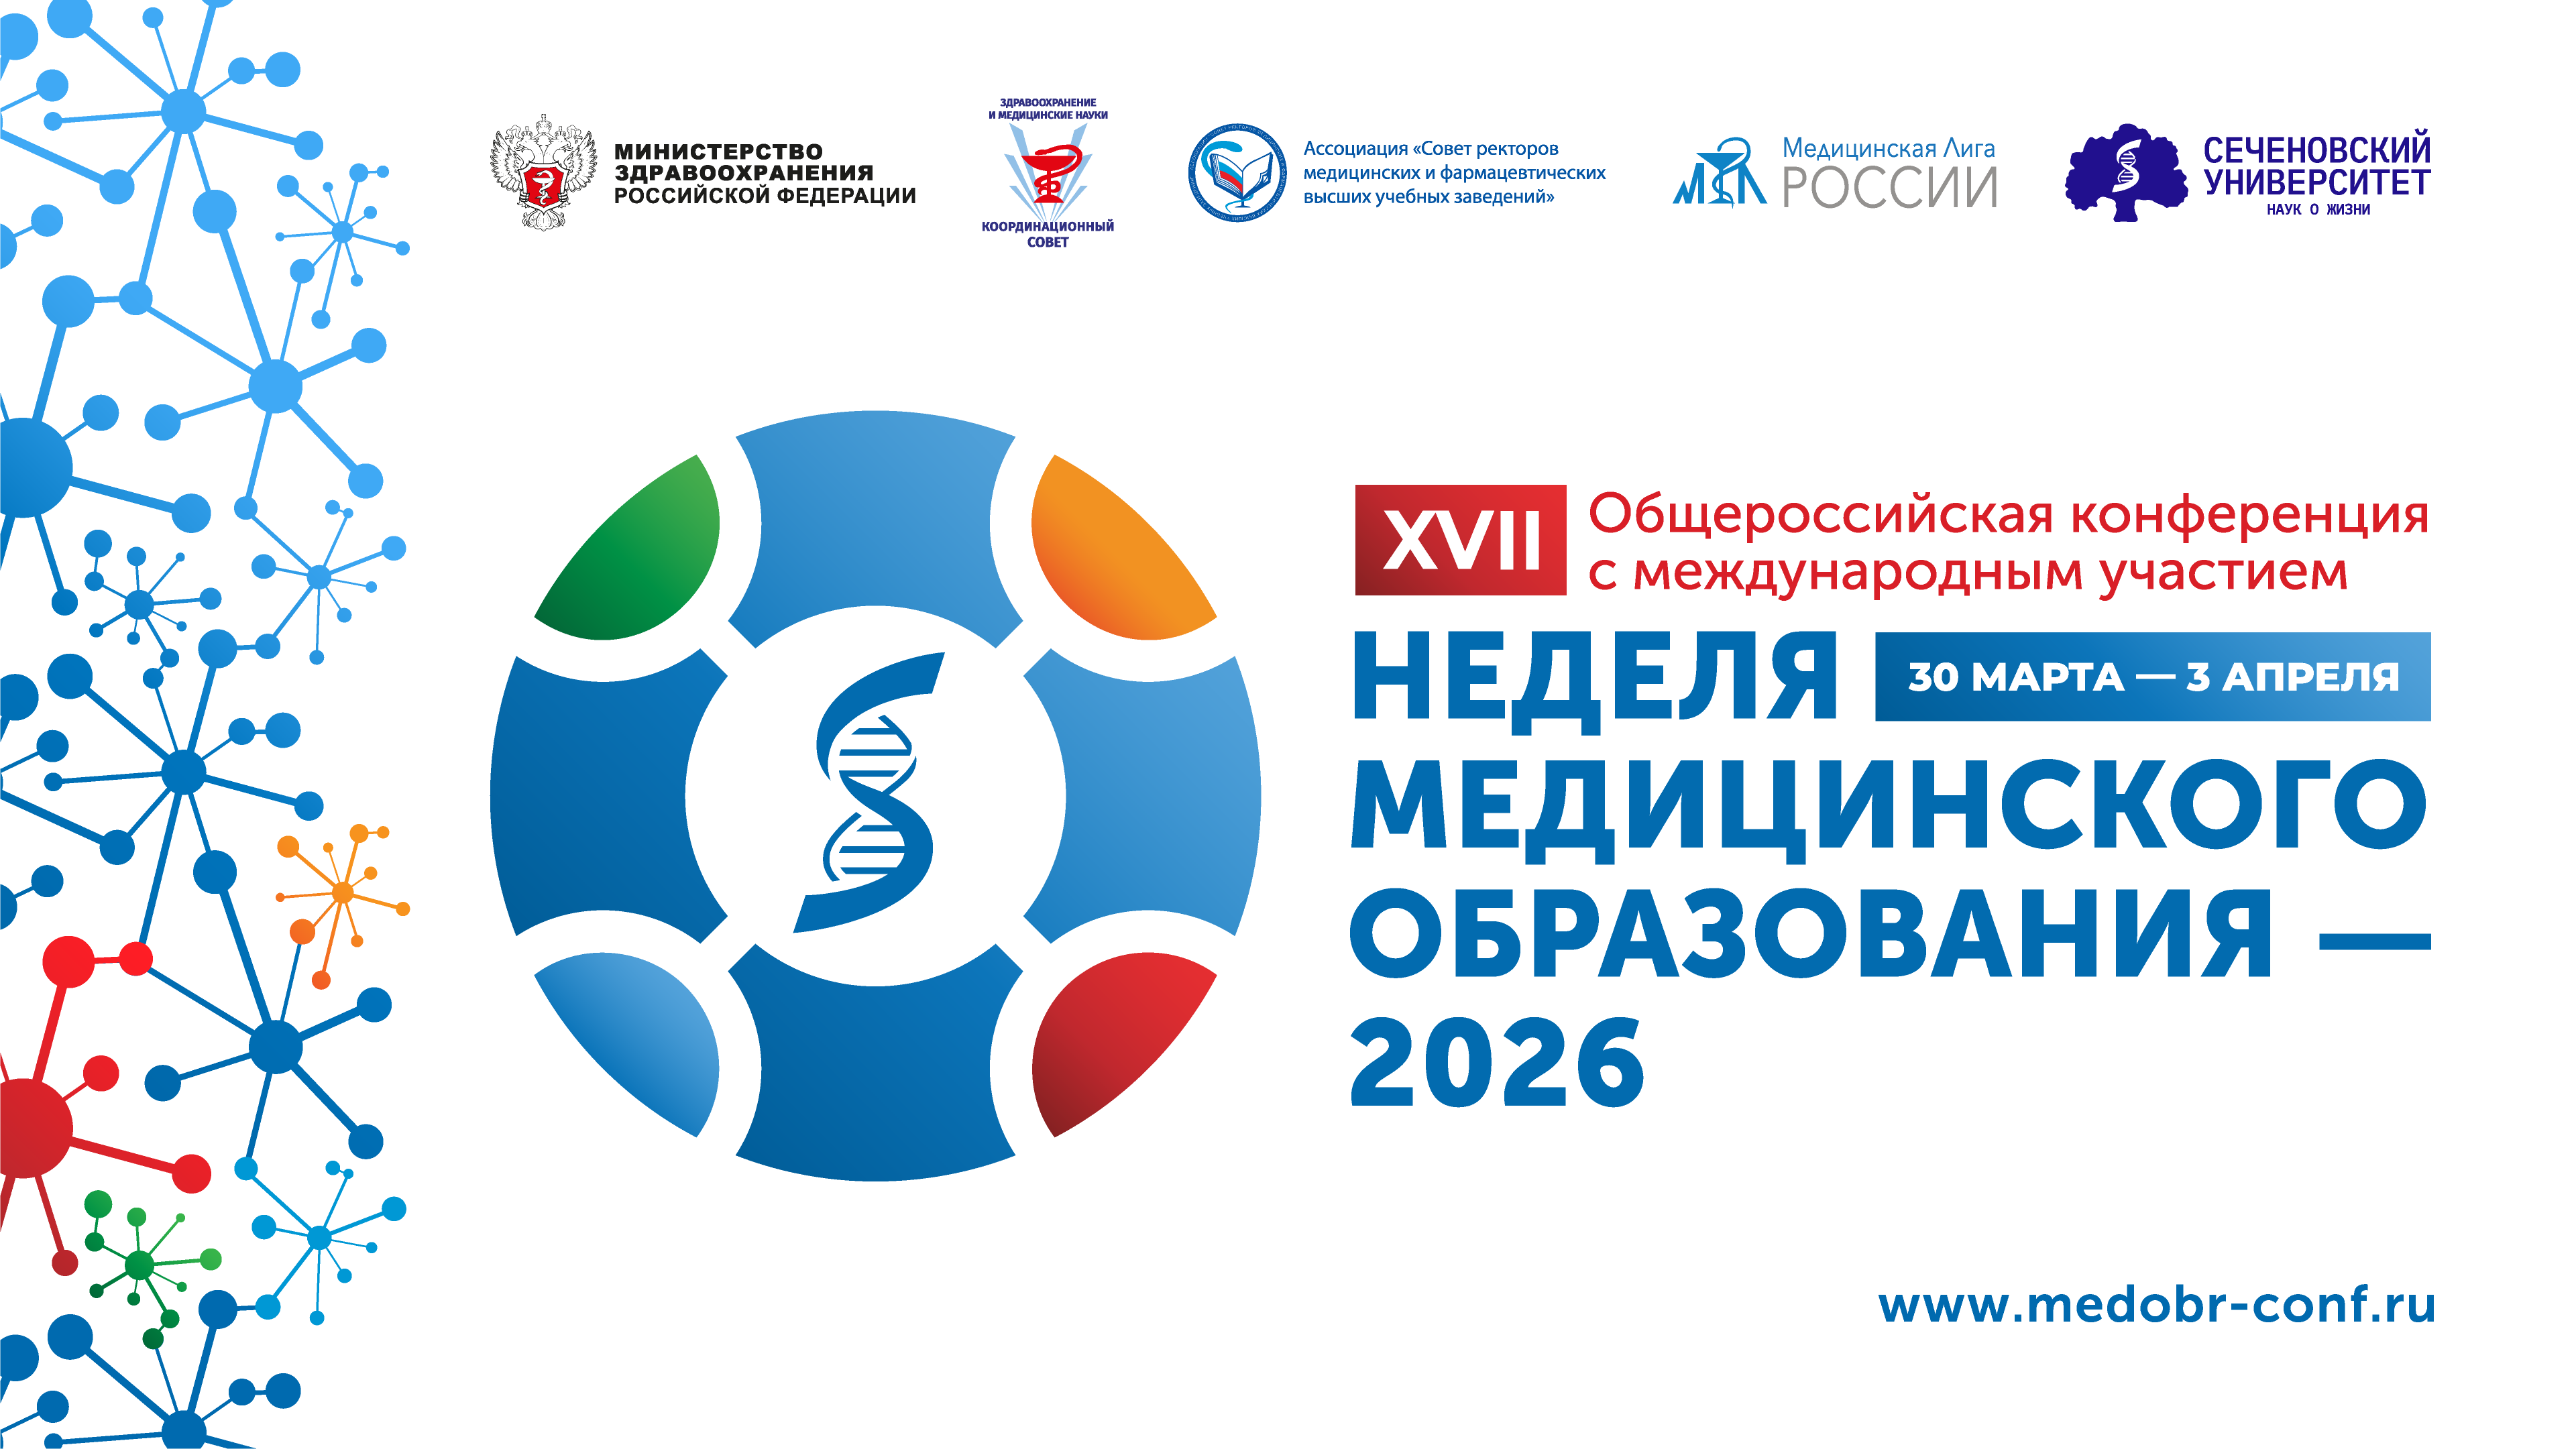 МИНИСТЕРСТВО
ЗДРАВООХРАНЕНИЯ
РОССИЙСКОЙ ФЕДЕРАЦИИ
ЗДРАВООХРАНЕНИЕ
И МЕДИЦИНСКИЕ НАУКИ
КООРДИНАЦИОННЫЙ
СОВЕТ
Ассоциация «Совет ректоров
медицинских и фармацевтических
высших учебных заведений»
Медицинская Лига
РОССИИ
СЕЧЕНОВСКИЙ
УНИВЕРСИТЕТ
НАУК О ЖИЗНИ
XVII
Общероссийская конференция
с международным участием
НЕДЕЛЯ
30 МАРТА — 3 АПРЕЛЯ
МЕДИЦИНСКОГО
ОБРАЗОВАНИЯ —
2026
www.medobr-conf.ru